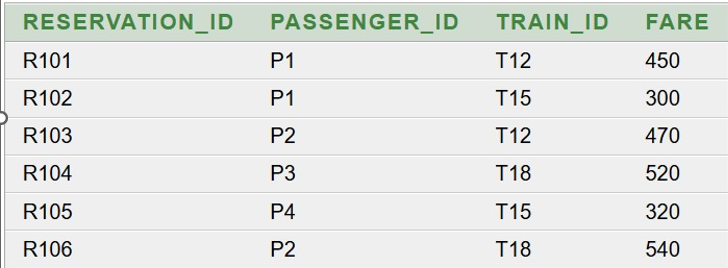 RESERVATION_ID PASSENGER_ID TRAIN_ID FARE
R101 P1 T12 450
R102 P1 T15 300
R103 P2 T12 470
R104 P3 T18 520
R105 P4 T15 320
R106 P2 T18 540